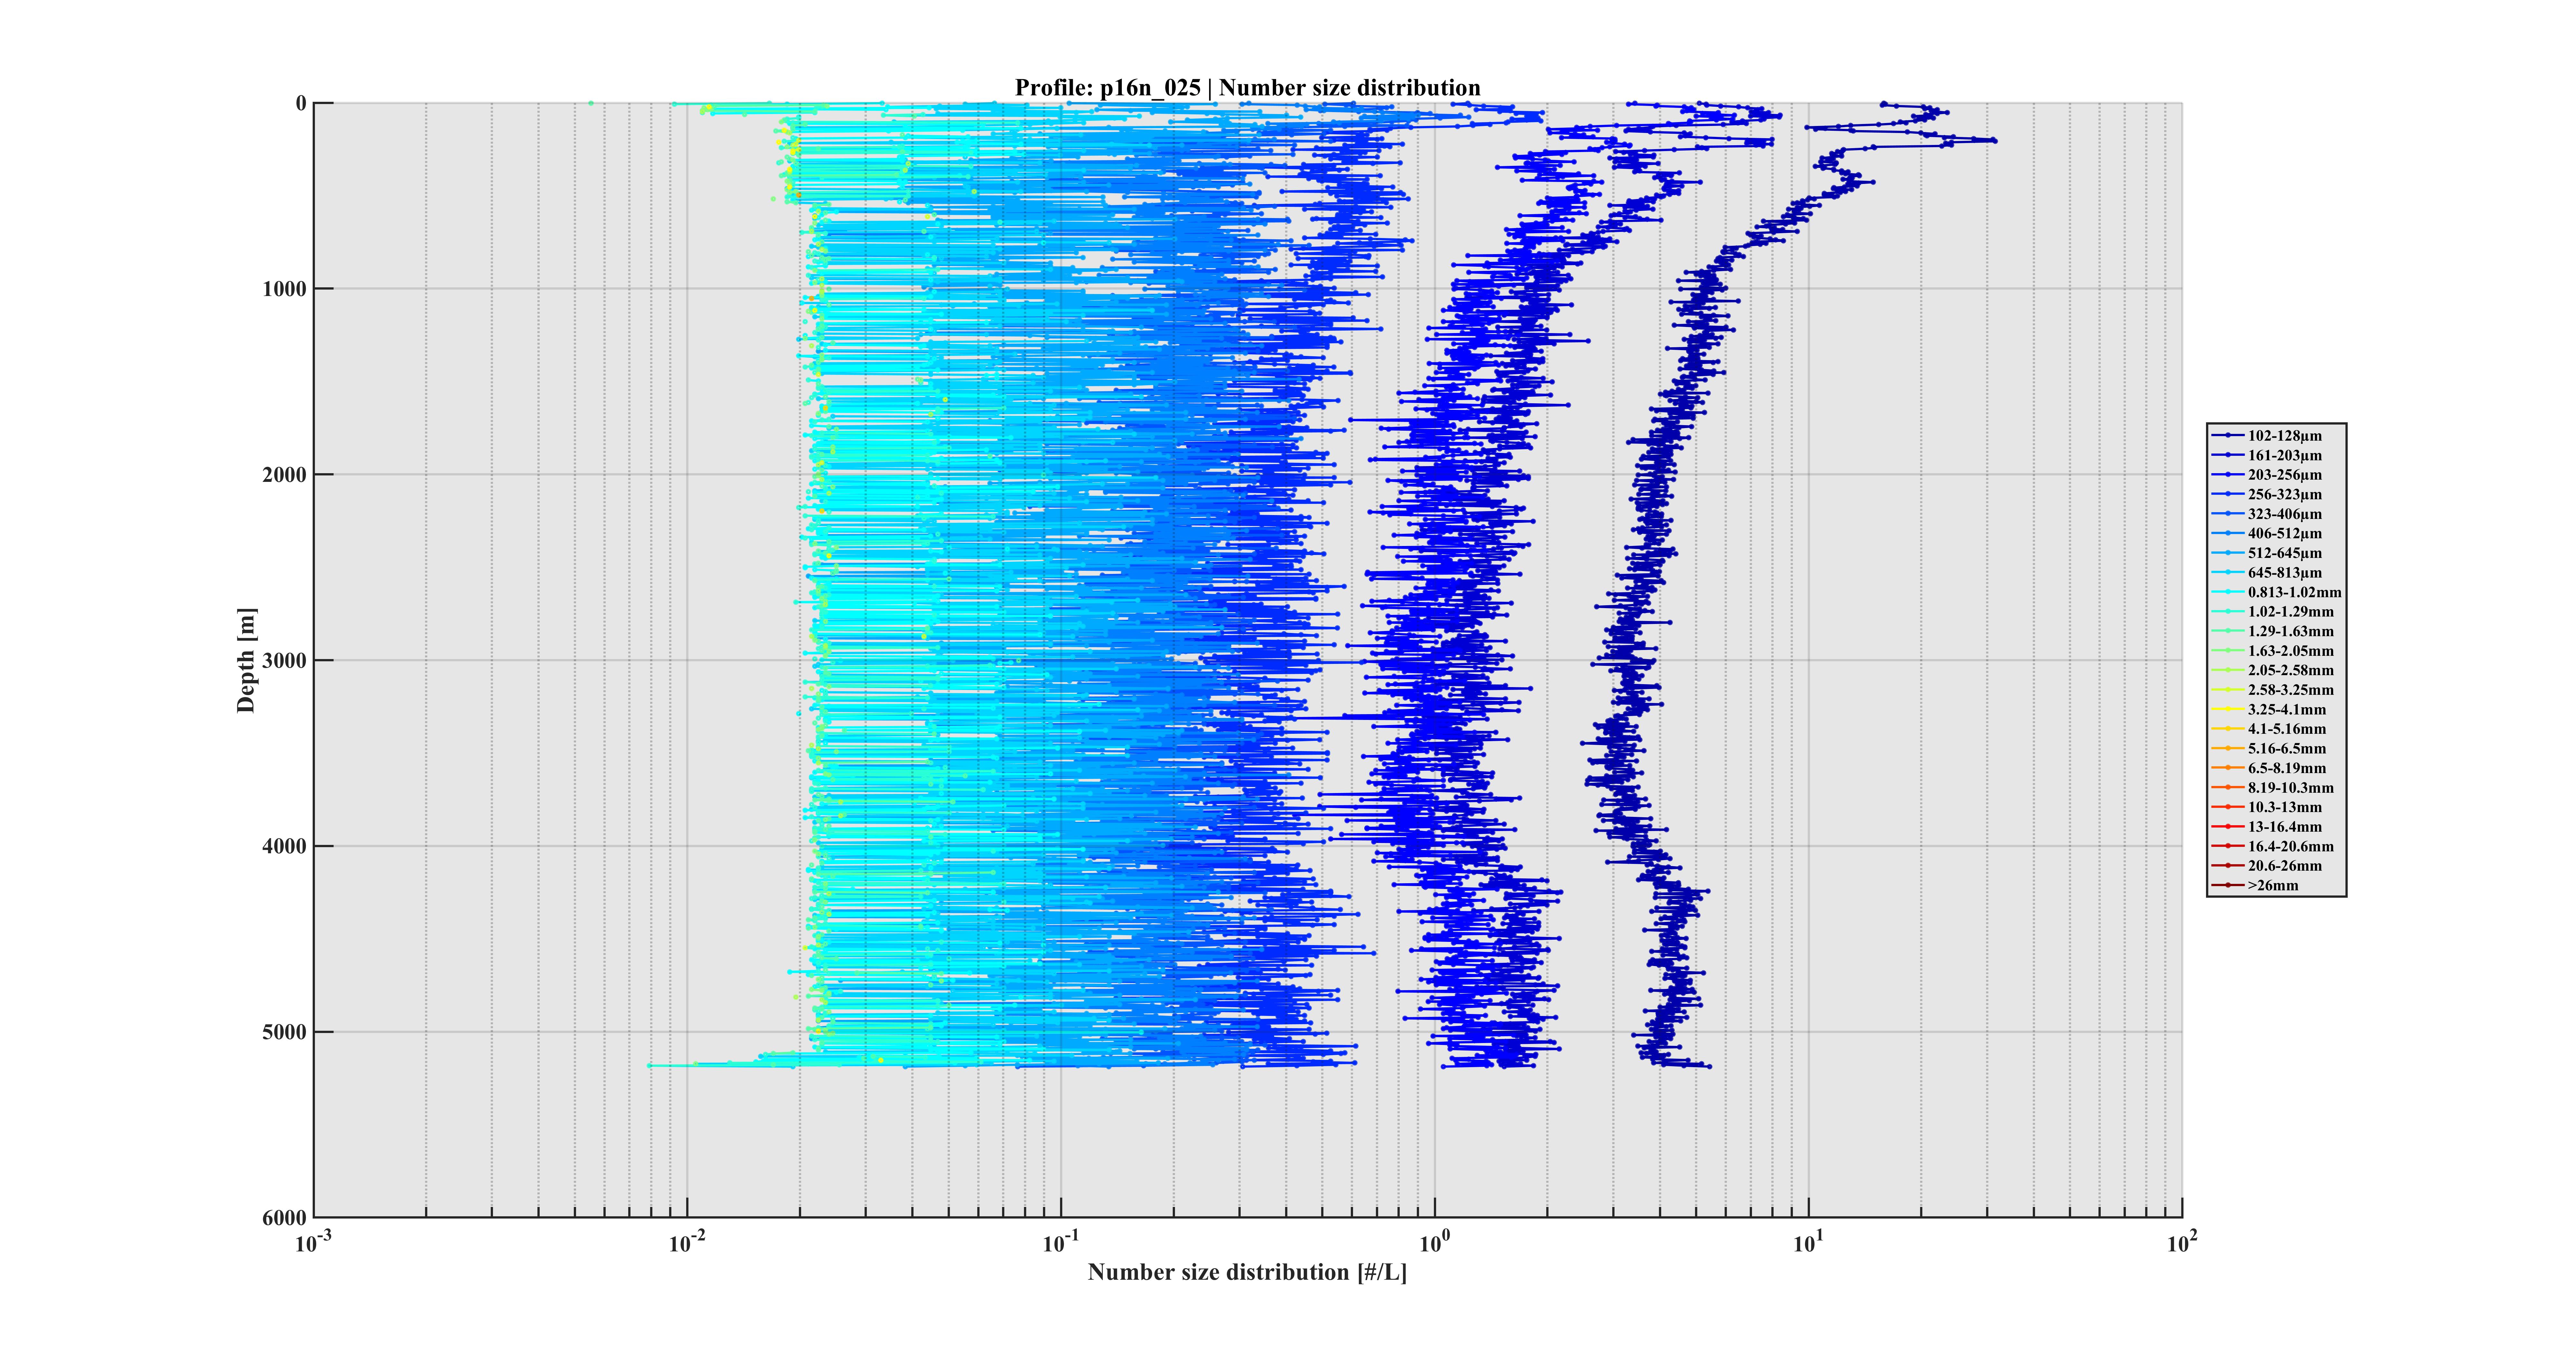 Profile: p16n_025 | Number size distribution
0
1000
2000
3000
4000
5000
6000
Depth [m]
10-3
10-2
10-1
100
101
102
Number size distribution [#/L]
102-128µm
161-203µm
203-256µm
256-323µm
323-406µm
406-512µm
512-645µm
645-813µm
0.813-1.02mm
1.02-1.29mm
1.29-1.63mm
1.63-2.05mm
2.05-2.58mm
2.58-3.25mm
3.25-4.1mm
4.1-5.16mm
5.16-6.5mm
6.5-8.19mm
8.19-10.3mm
10.3-13mm
13-16.4mm
16.4-20.6mm
20.6-26mm
>26mm